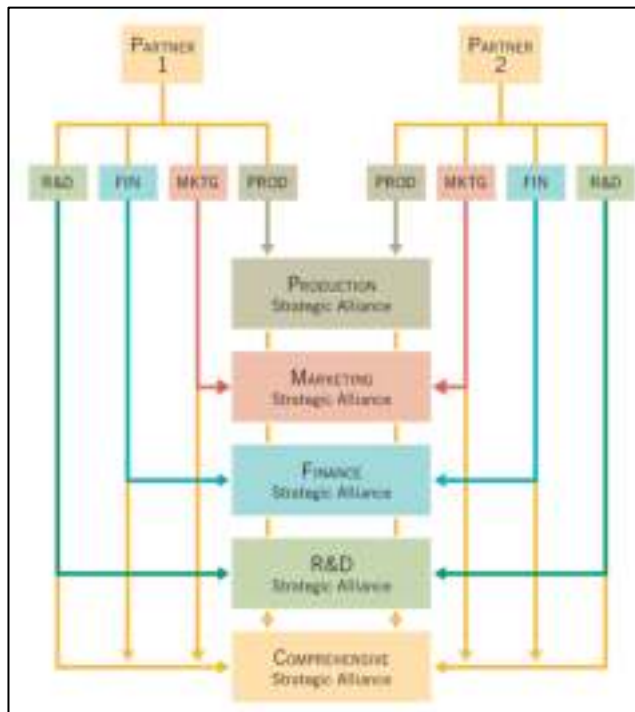 PARTNER
1
PARTNER
2
R&D
FIN
MKTG
PROD
PROD
MKTG
FIN
R&D
PRODUCTION
Strategic Alliance
MARKETING
Strategic Alliance
FINANCE
Strategic Alliance
R&D
Strategic Alliance
COMPREHENSIVE
Strategic Alliance